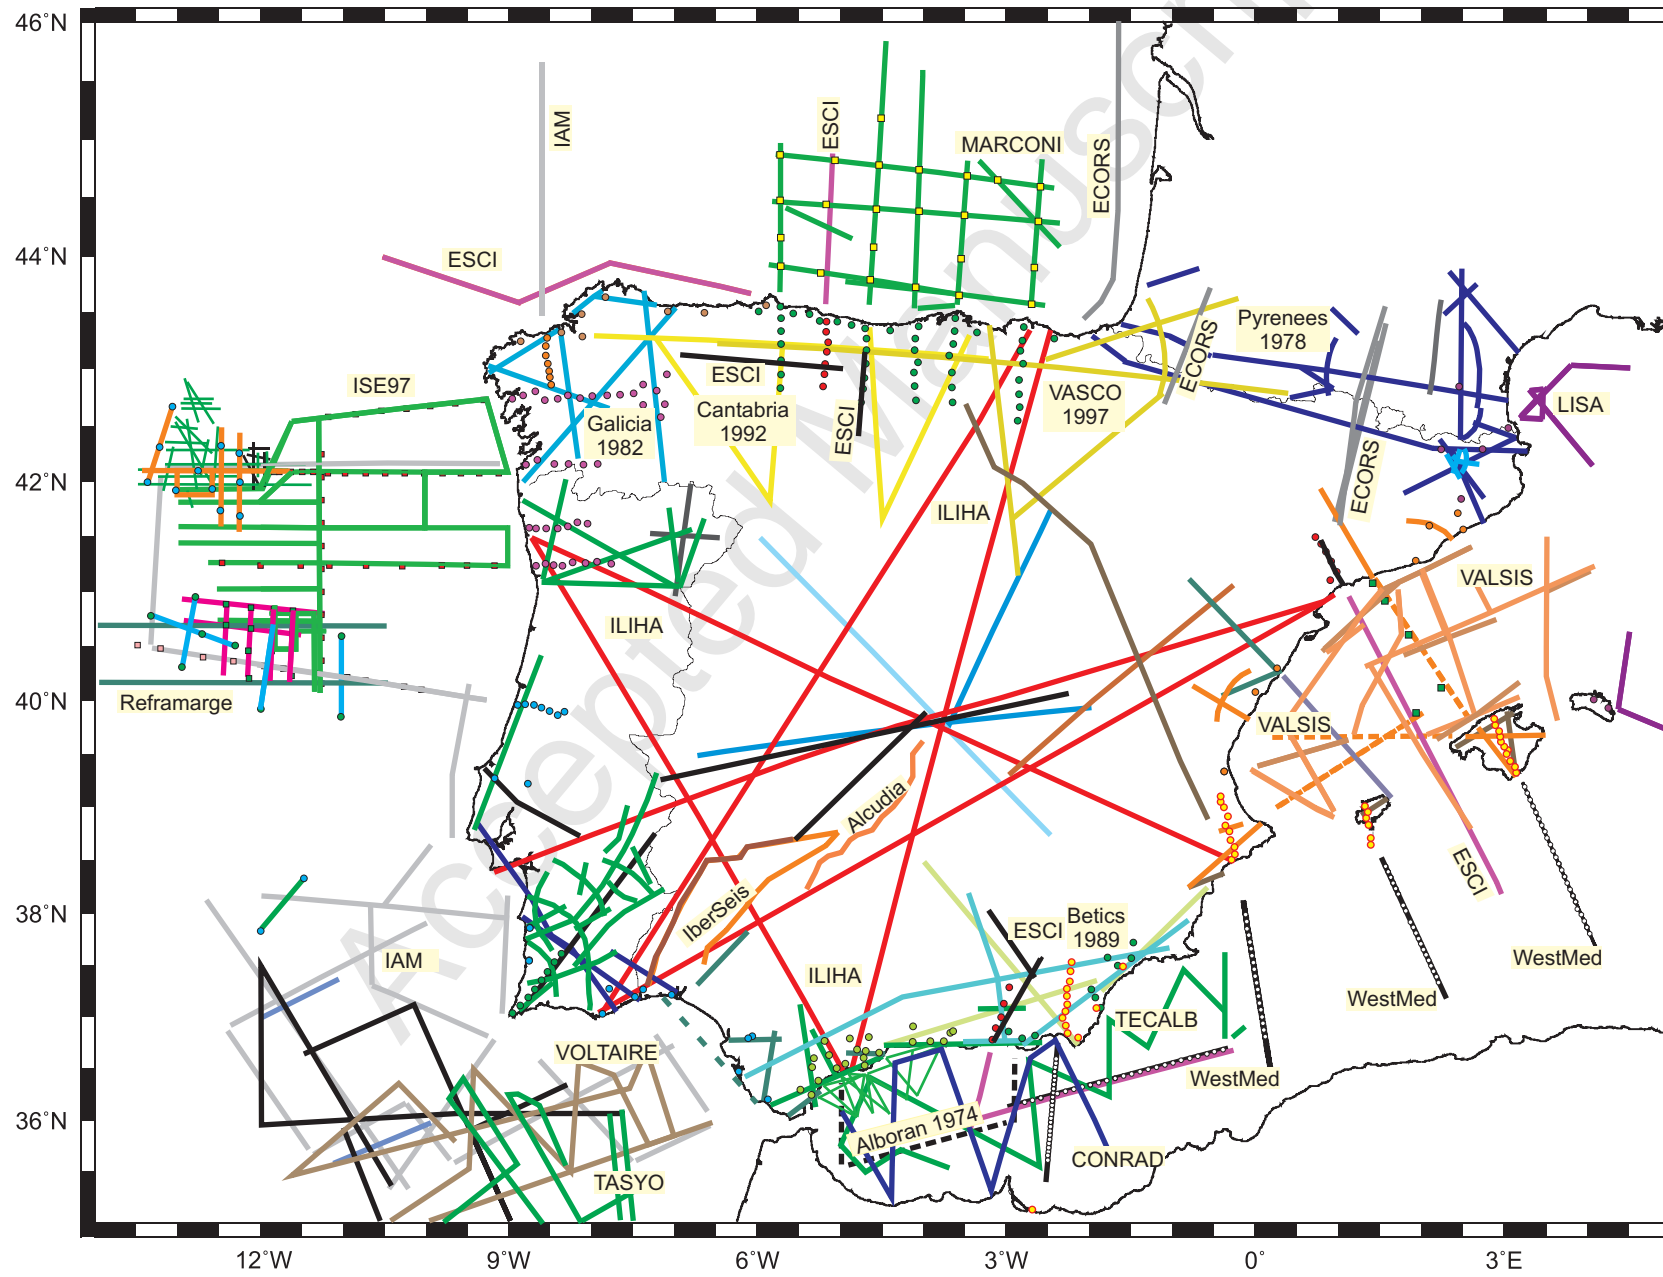 46°N
44°N
42°N
40°N
38°N
36°N
12°W
9°W
6°W
3°W
0°
3°E
Accepted Manuscri
IAM
ESCI
ESCI
MARCONI
ECORS
ISE97
ESCI
Galicia
1982
Cantabria
1992
ESCI
VASCO
1997
ECORS
Pyrenees
1978
LISA
ECORS
ILIHA
VALSIS
ILIHA
Reframarge
VALSIS
Alcudia
IberSeis
ESCI
ESCI
Betics
1989
WestMed
IAM
ILIHA
WestMed
TECALB
VOLTAIRE
WestMed
Alboran 1974
CONRAD
TASYO